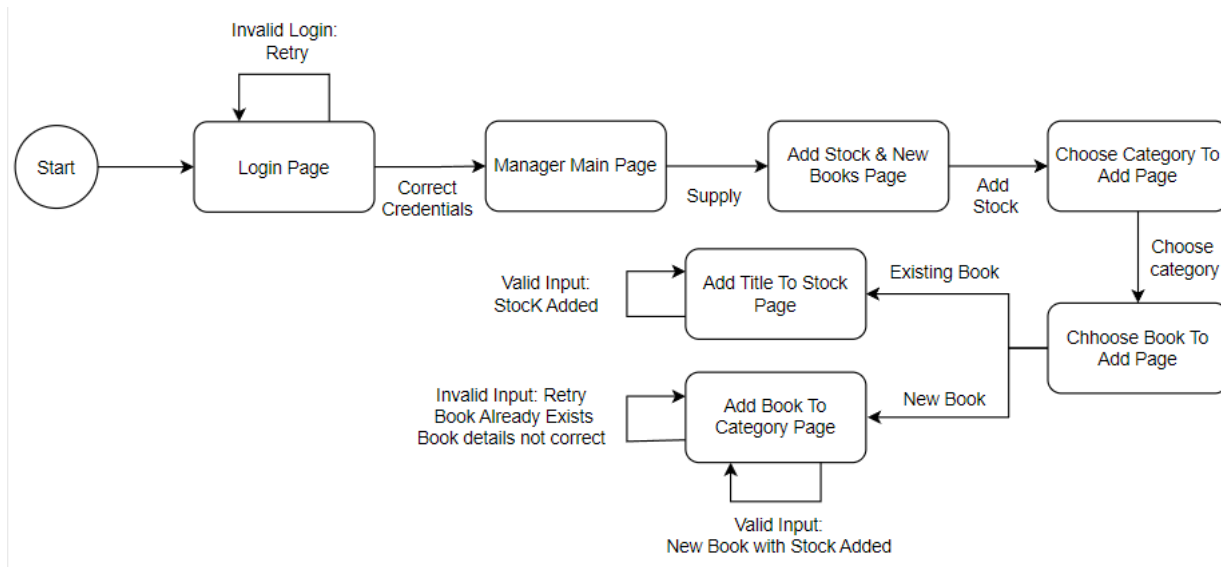 Invalid Login:
Retry
Start
Login Page
Correct
Credentials
Manager Main Page
Supply
Add Stock & New
Books Page
Add
Stock
Choose Category To
Add Page
Choose
category
Chhoose Book To
Add Page
Existing Book
Add Title To Stock
Page
Valid Input:
StocK Added
New Book
Add Book To
Category Page
Invalid Input: Retry
Book Already Exists
Book details not correct
Valid Input:
New Book with Stock Added